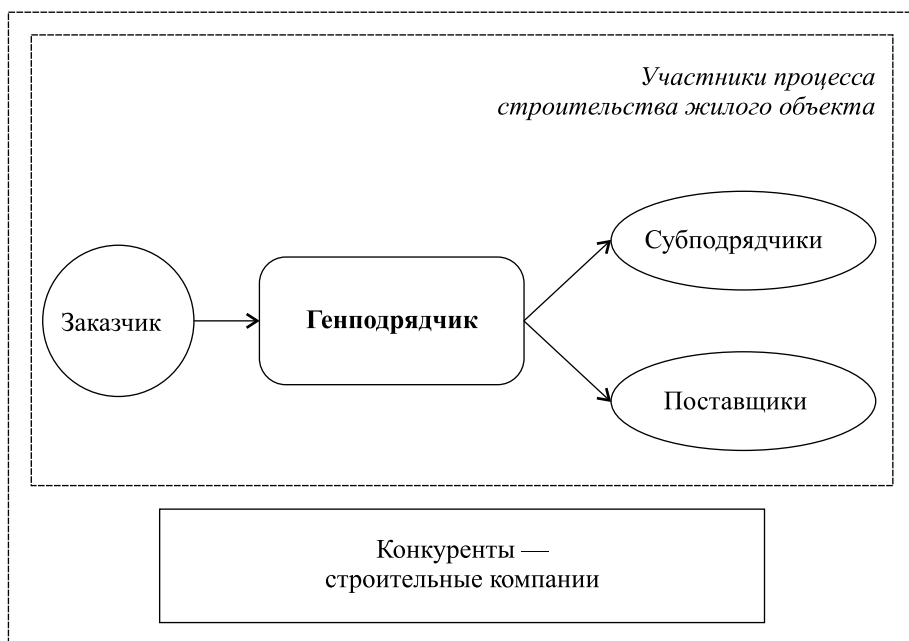 Участники процесса
строительства жилого объекта
Субподрядчики
Заказчик
Генподрядчик
Поставщики
Конкуренты —
строительные компании